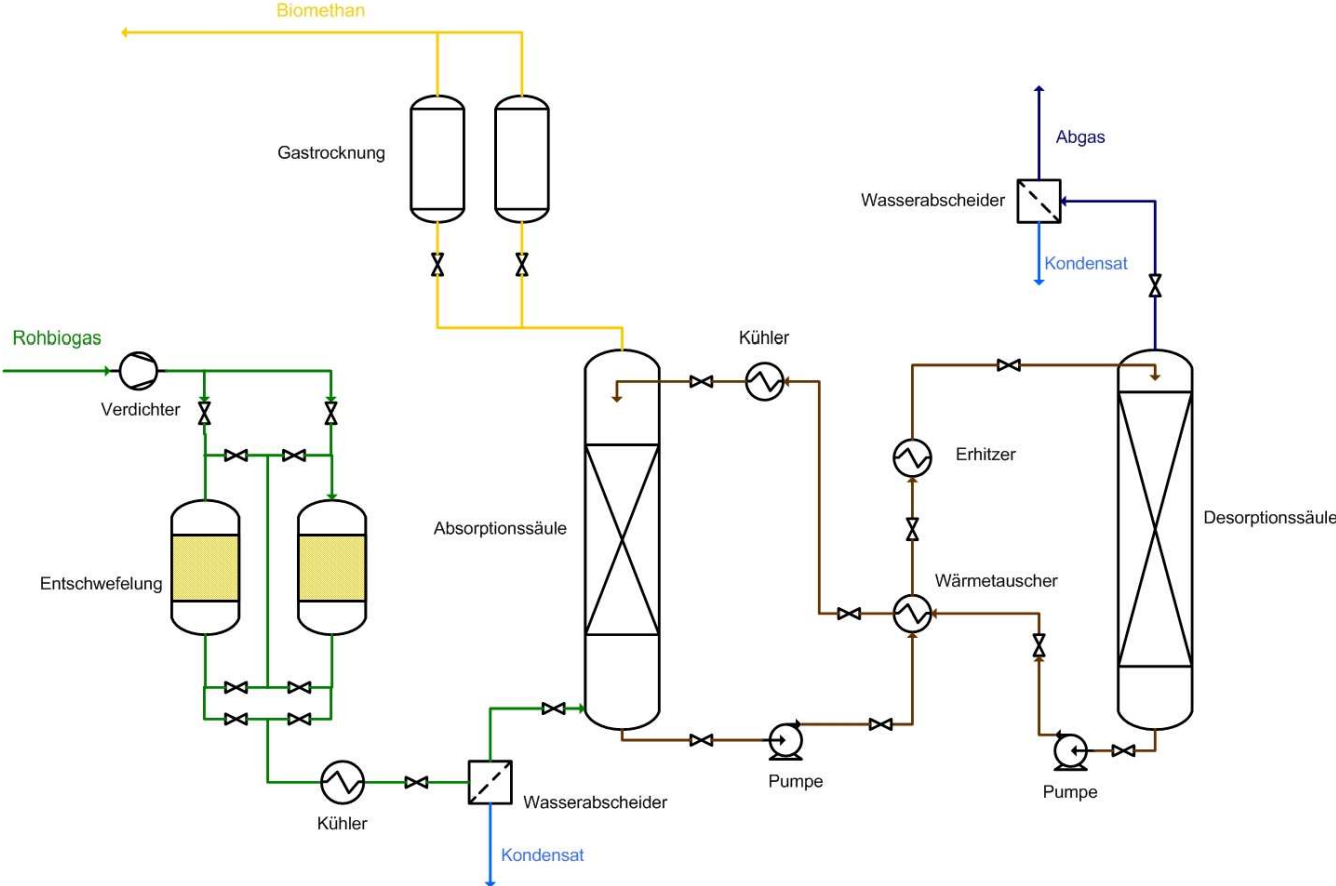 Biomethan
Abgas
Gastrocknung
Wasserabscheider
Kondensat
Rohbiogas
Kühler
Verdichter
Erhitzer
Absorptionssäule
Desorptionssäule
Entschwefelung
Wärmetauscher
Pumpe
Pumpe
Wasserabscheider
Kühler
Kondensat